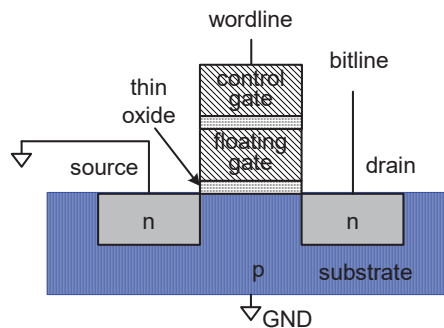 wordline
control
gate
bitline
thin
oxide
floating
gate
source
drain
n
n
p
substrate
GND